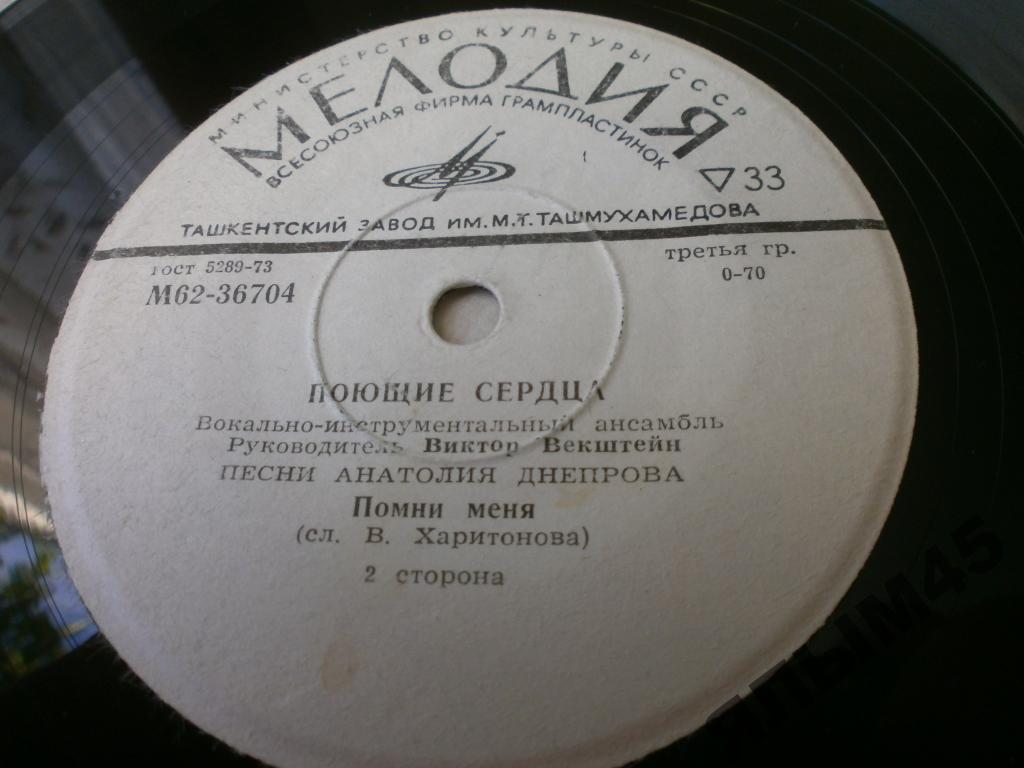 МИНИСТЕРСТВО КУЛЬТУРЫ СССР
МЕЛОДИЯ
ВСЕСОЮЗНАЯ ФИРМА ГРАМПЛАСТИНОК
▽33
ТАШКЕНТСКИЙ ЗАВОД ИМ. М.Т. ТАШМУХАМЕДОВА
гост 5289-73
третья гр.
М62-36704
0-70
ПОЮЩИЕ СЕРДЦА
Вокально-инструментальный ансамбль
Руководитель Виктор Векштейн
ПЕСНИ АНАТОЛИЯ ДНЕПРОВА
Помни меня
(сл. В. Харитонова)
2 сторона